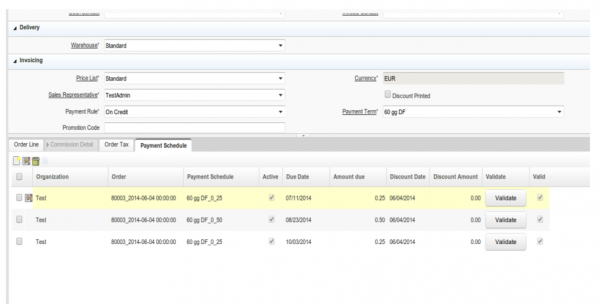 Delivery
Warehouse* Standard
Invoicing
Price List* Standard Currency* EUR
Sales Representative* TestAdmin Discount Printed
Payment Rule* On Credit Payment Term* 60 gg DF
Promotion Code
Order Line Commission Detail Order Tax Payment Schedule
Organization Order Payment Schedule Active Due Date Amount due Discount Date Discount Amount Validate Valid
Test 80003_2014-06-04 00:00:00 60 gg DF_0_25 07/11/2014 0.25 06/04/2014 0.00 Validate
Test 80003_2014-06-04 00:00:00 60 gg DF_0_50 08/23/2014 0.50 06/04/2014 0.00 Validate
Test 80003_2014-06-04 00:00:00 60 gg DF_0_25 10/03/2014 0.25 06/04/2014 0.00 Validate